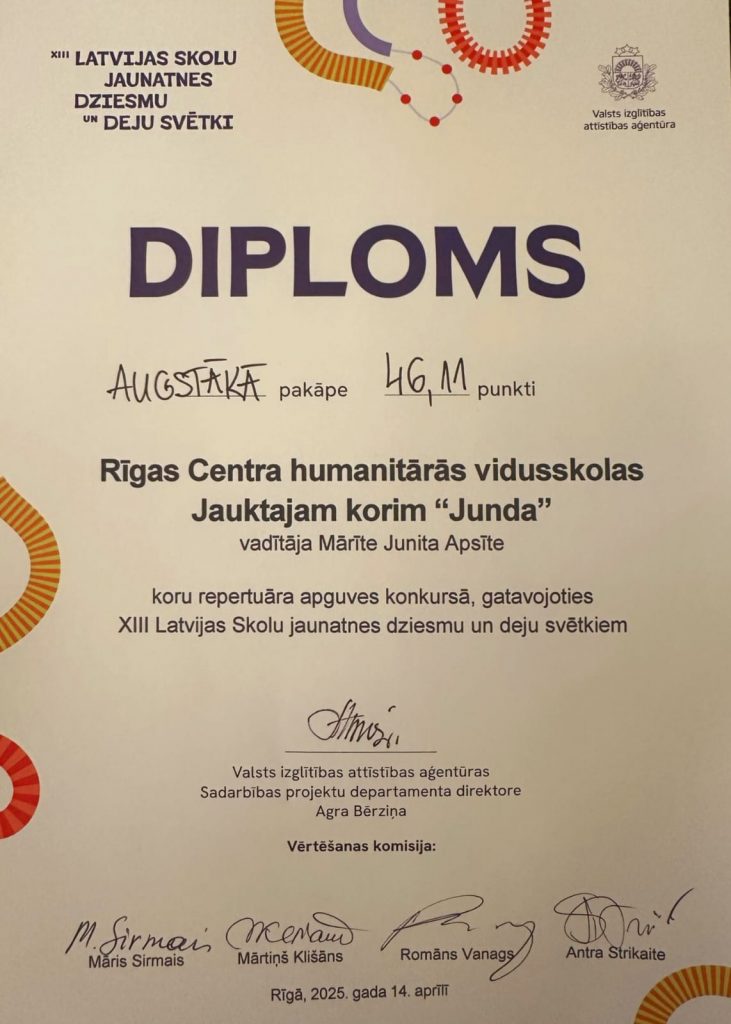 XIII LATVIJAS SKOLU
JAUNATNES
DZIESMU
UN DEJU SVĒTKI
Valsts izglītības
attīstības aģentūra
DIPLOMS
AUGSTĀKĀ pakāpe 46,11 punkti
Rīgas Centra humanitārās vidusskolas
Jauktajam korim “Junda”
vadītāja Mārīte Junita Apsīte
koru repertuāra apguves konkursā, gatavojoties
XIII Latvijas Skolu jaunatnes dziesmu un deju svētkiem
Valsts izglītības attīstības aģentūras
Sadarbības projektu departamenta direktore
Agra Bērziņa
Vērtēšanas komisija:
M. Sirmais
Māris Sirmais Mārtiņš Klišāns Romāns Vanags Antra Strikaite
Rīgā, 2025. gada 14. aprīlī